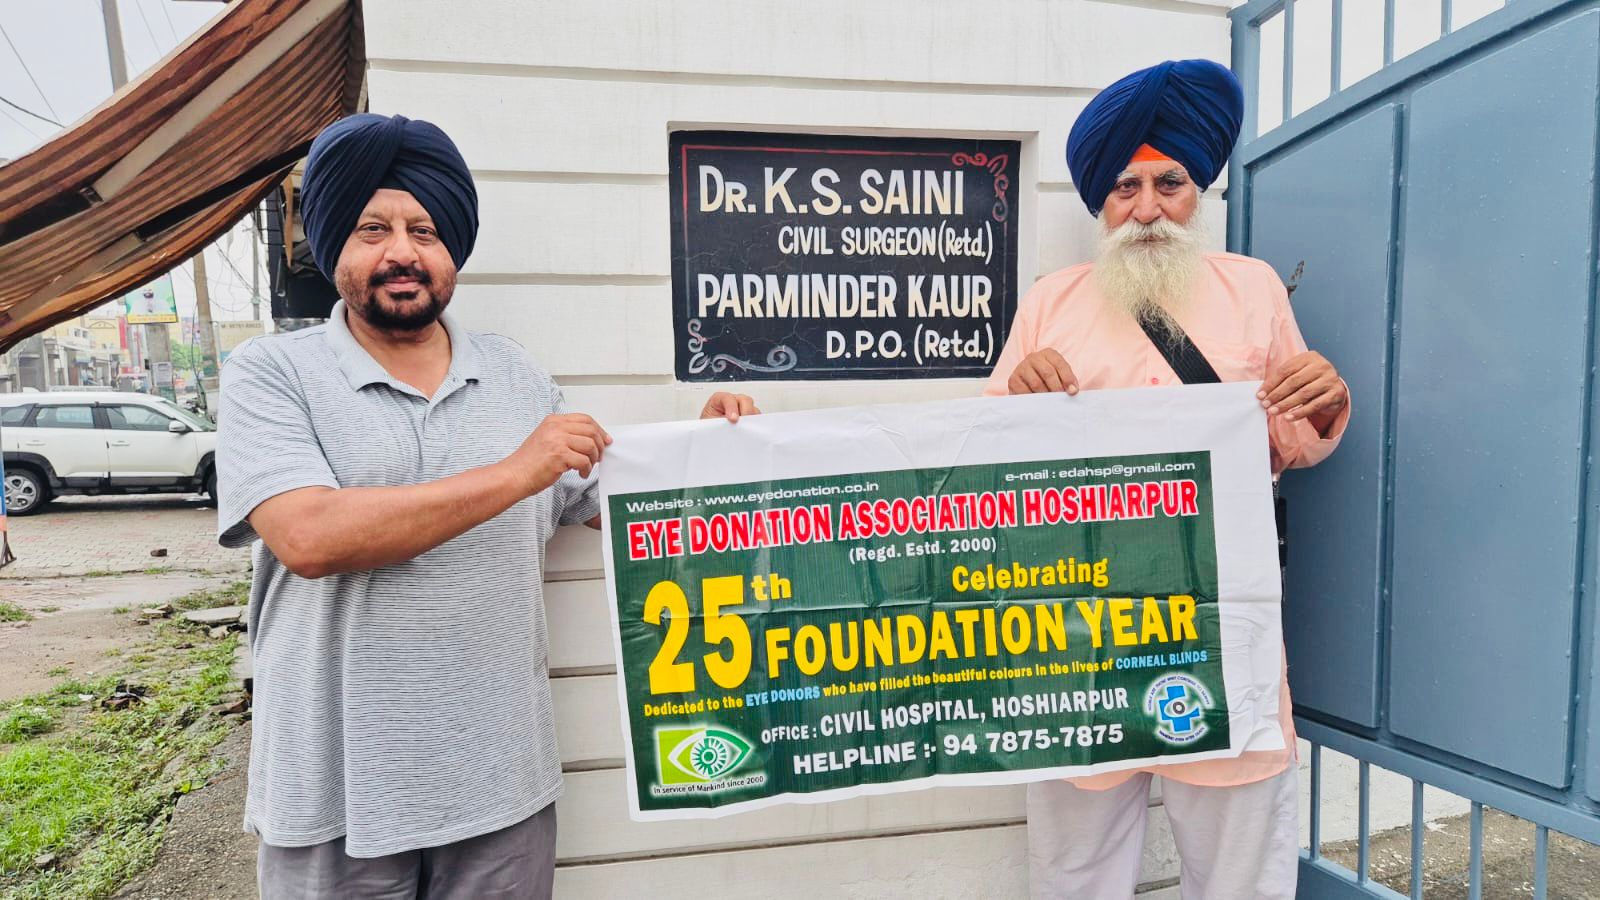 DR. K.S. SAINI
CIVIL SURGEON (Retd.)
PARMINDER KAUR
D.P.O. (Retd.)
Website : www.eyedonation.co.in
e-mail : edahsp@gmail.com
EYE DONATION ASSOCIATION HOSHIARPUR
(Regd. Estd. 2000)
25th
Celebrating
FOUNDATION YEAR
Dedicated to the EYE DONORS who have filled the beautiful colours in the lives of CORNEAL BLINDS
OFFICE : CIVIL HOSPITAL, HOSHIARPUR
HELPLINE :- 94 7875-7875
In service of Mankind since 2000